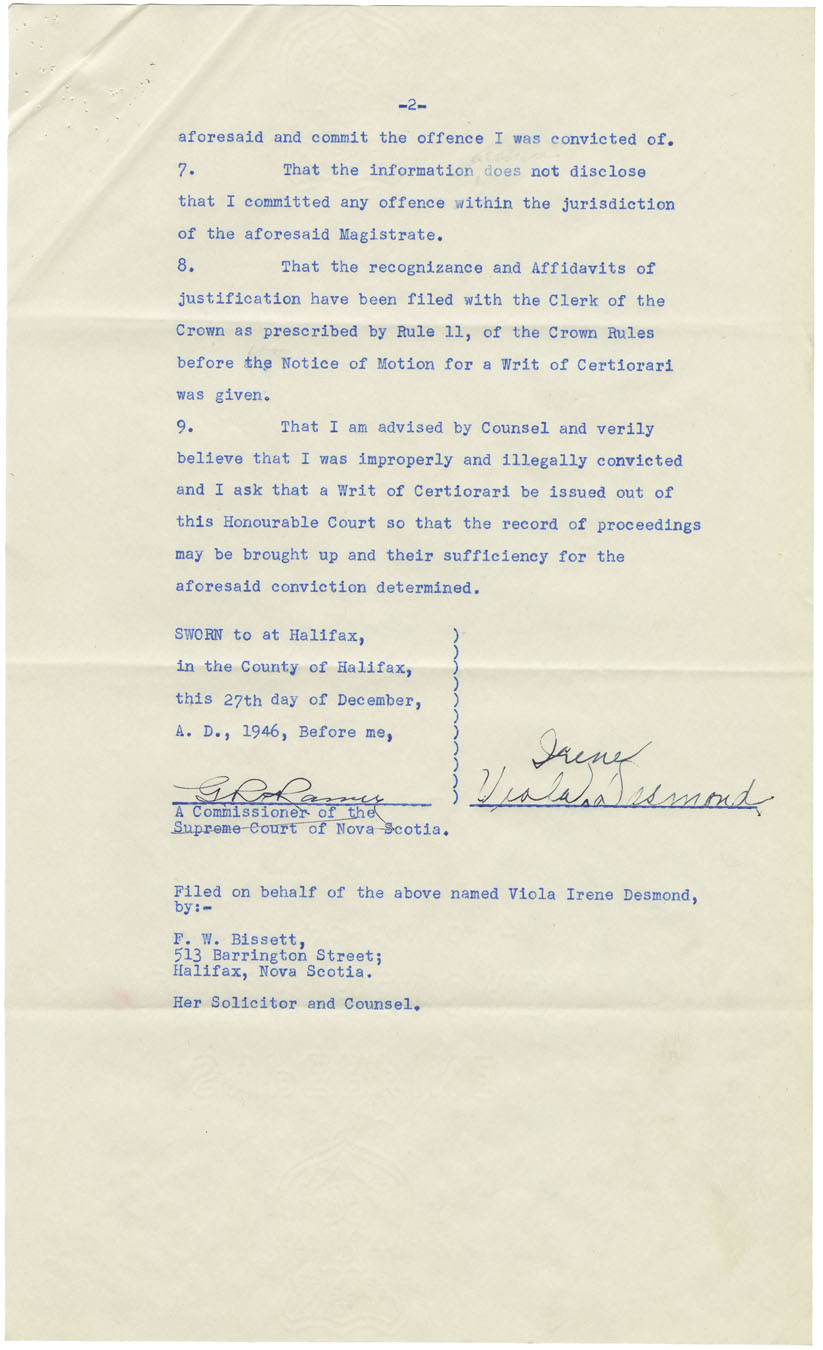 -2-
aforesaid and commit the offence I was convicted of.
7. That the information does not disclose
that I committed any offence within the jurisdiction
of the aforesaid Magistrate.
8. That the recognizance and Affidavits of
justification have been filed with the Clerk of the
Crown as prescribed by Rule 11, of the Crown Rules
before the Notice of Motion for a Writ of Certiorari
was given.
9. That I am advised by Counsel and verily
believe that I was improperly and illegally convicted
and I ask that a Writ of Certiorari be issued out of
this Honourable Court so that the record of proceedings
may be brought up and their sufficiency for the
aforesaid conviction determined.
SWORN to at Halifax, )
in the County of Halifax, )
this 27th day of December, )
A. D., 1946, Before me, )
Irene
Viola Desmond
A Commissioner of the
Supreme Court of Nova Scotia.
Filed on behalf of the above named Viola Irene Desmond,
by:-
F. W. Bissett,
513 Barrington Street;
Halifax, Nova Scotia.
Her Solicitor and Counsel.